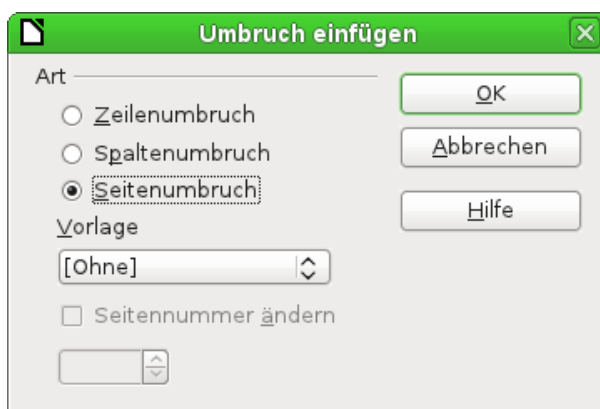 Umbruch einfügen
Art
Zeilenumbruch
Spaltenumbruch
Seitenumbruch
Vorlage
[Ohne]
Seitennummer ändern
OK
Abbrechen
Hilfe